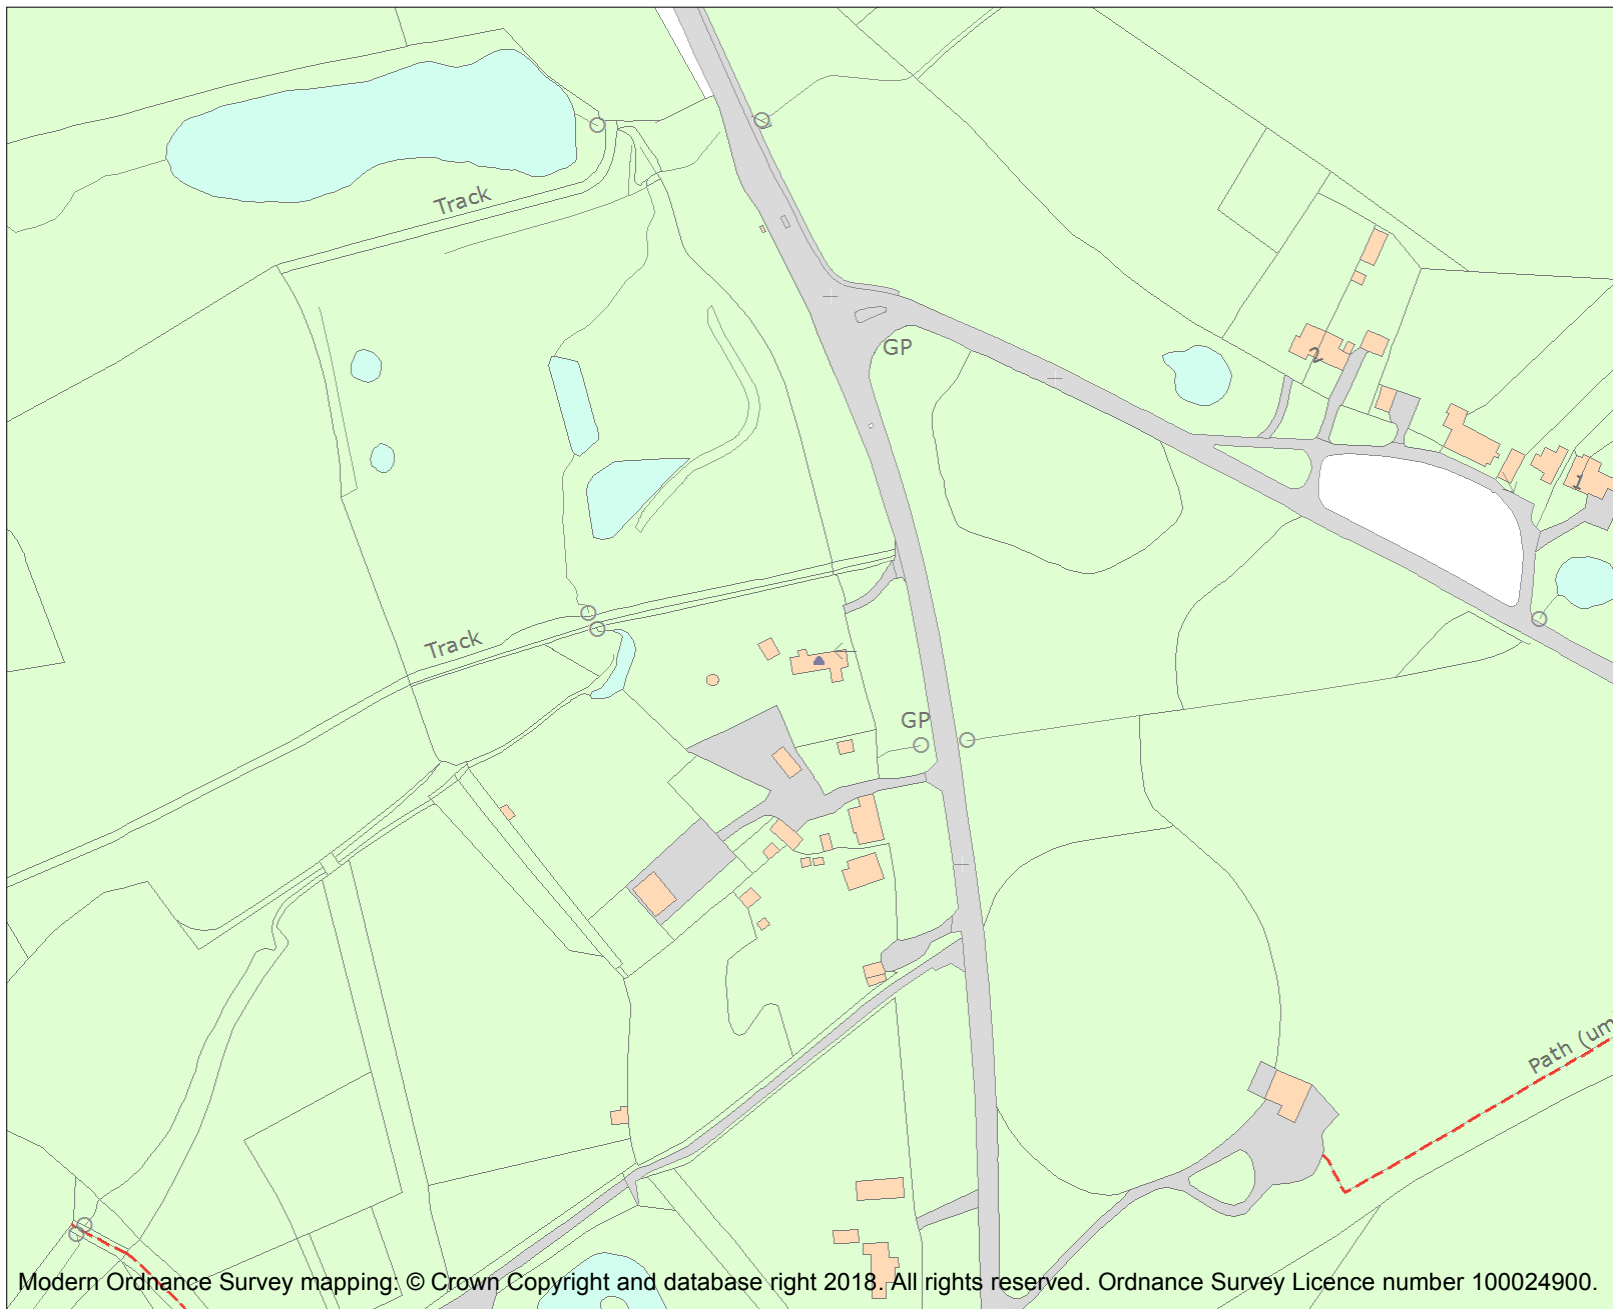 Track
GP
2
1
Track
GP
Path (um
Modern Ordnance Survey mapping: © Crown Copyright and database right 2018. All rights reserved. Ordnance Survey Licence number 100024900.